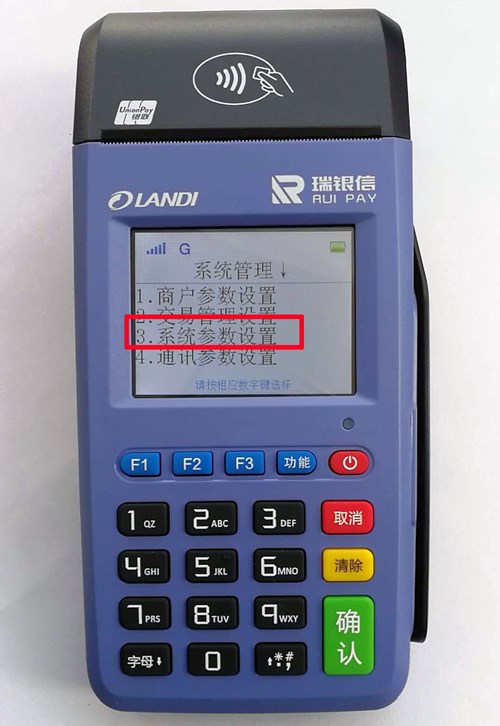 UnionPay
银联
LANDI
瑞银信
RUI PAY
G
系统管理↓
1.商户参数设置
2.交易管理设置
3.系统参数设置
4.通讯参数设置
请按相应数字键选择
F1 F2 F3 功能
1 QZ 2 ABC 3 DEF 取消
4 GHI 5 JKL 6 MNO 清除
7 PRS 8 TUV 9 WXY 确认
字母↓ 0 .*,#